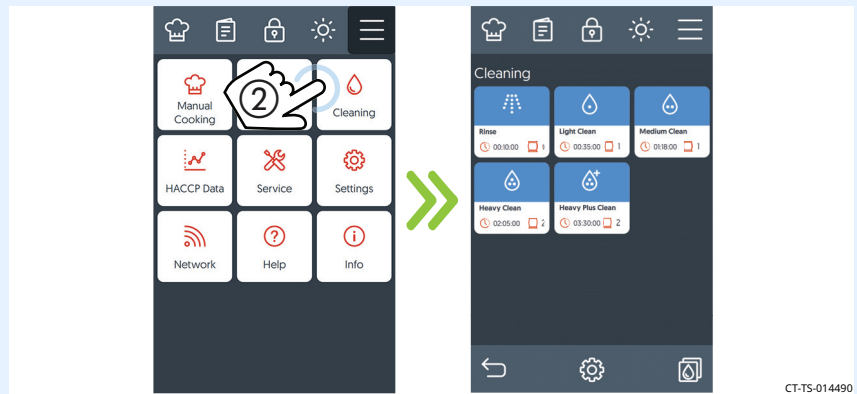 Manual
Cooking
2
Cleaning
HACCP Data
Service
Settings
Network
Help
Info
Cleaning
Rinse
00:10:00 1
Light Clean
00:35:00 1
Medium Clean
01:18:00 1
Heavy Clean
02:05:00 2
Heavy Plus Clean
03:30:00 2
CT-TS-014490